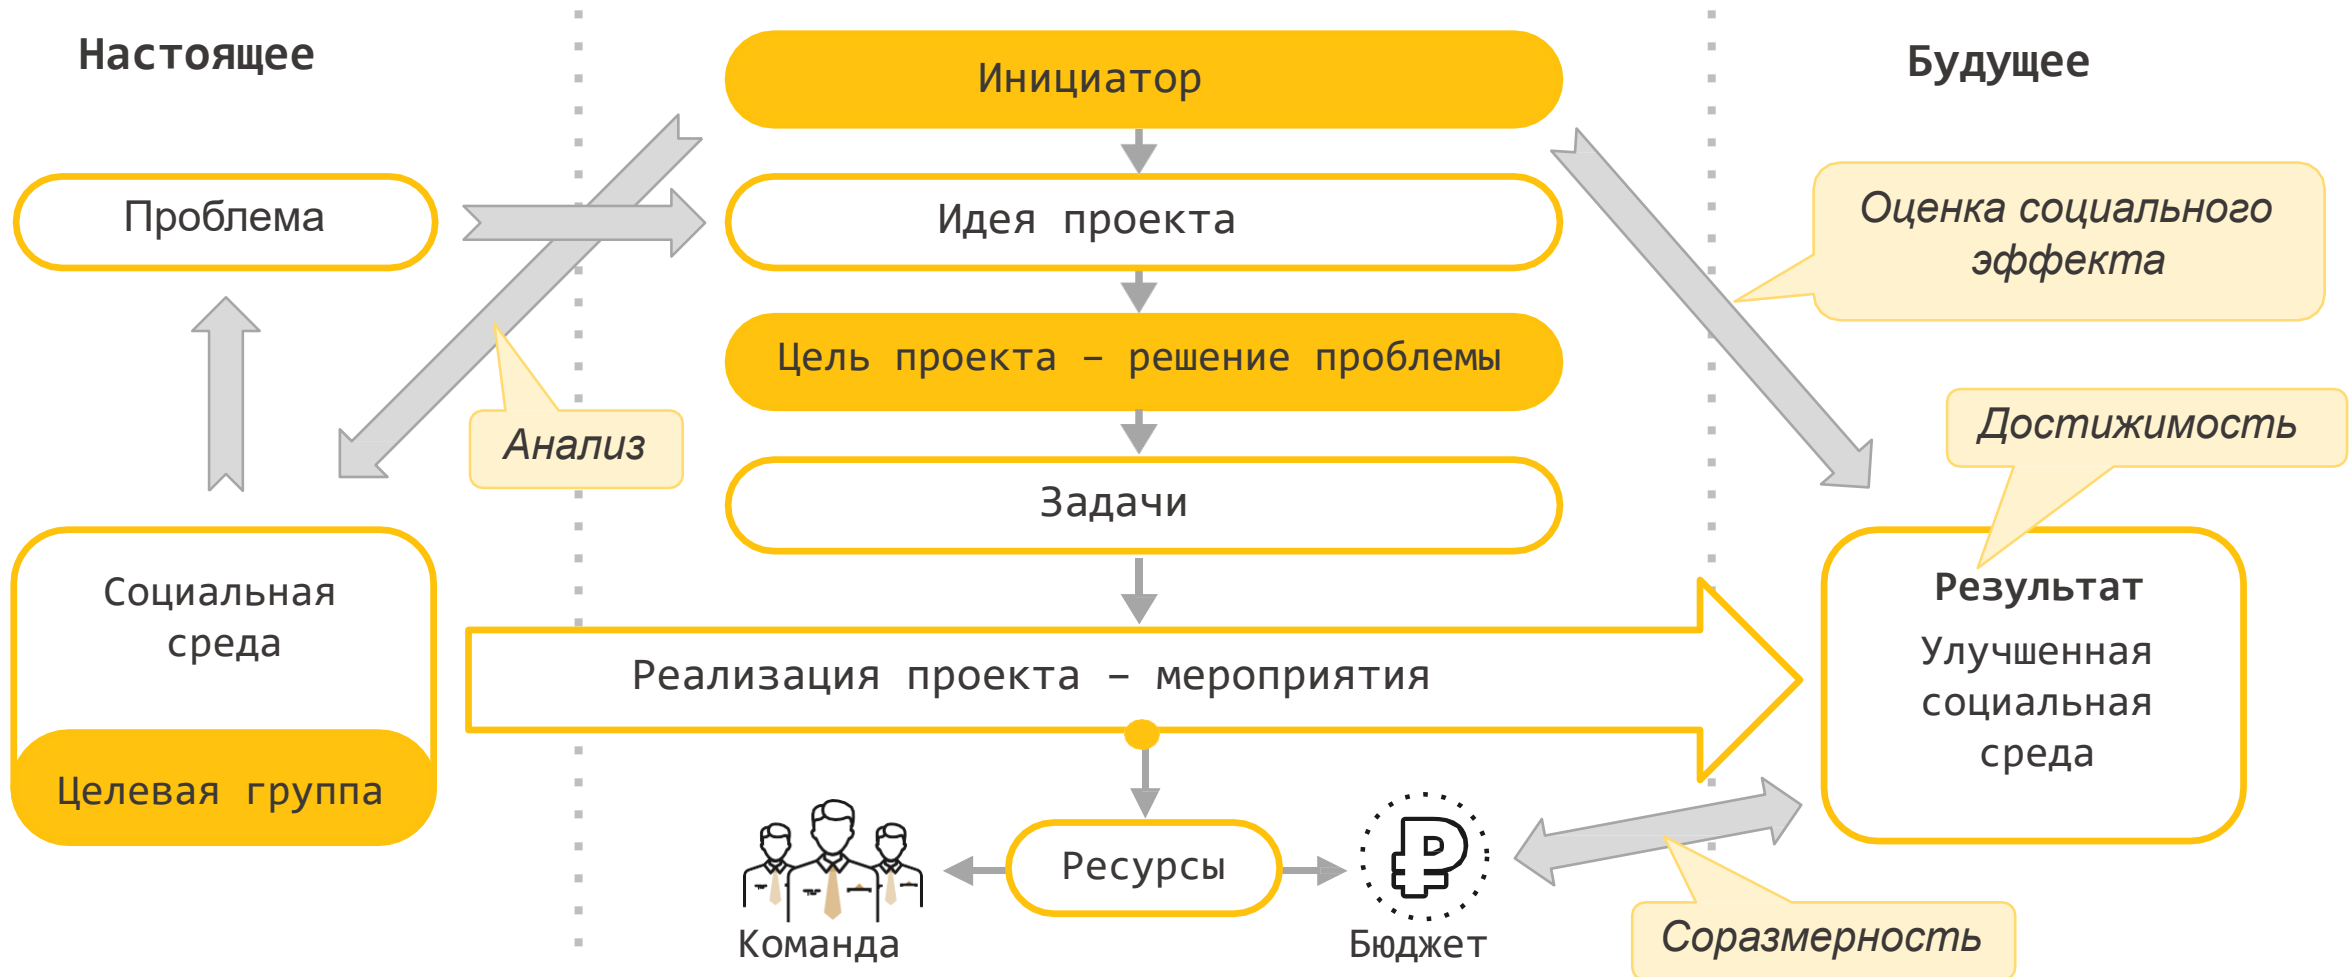 Настоящее
Будущее
Инициатор
Проблема
Идея проекта
Оценка социального
эффекта
Цель проекта – решение проблемы
Анализ
Достижимость
Задачи
Социальная
среда
Целевая группа
Реализация проекта – мероприятия
Результат
Улучшенная
социальная
среда
Ресурсы
Команда
Бюджет
Соразмерность